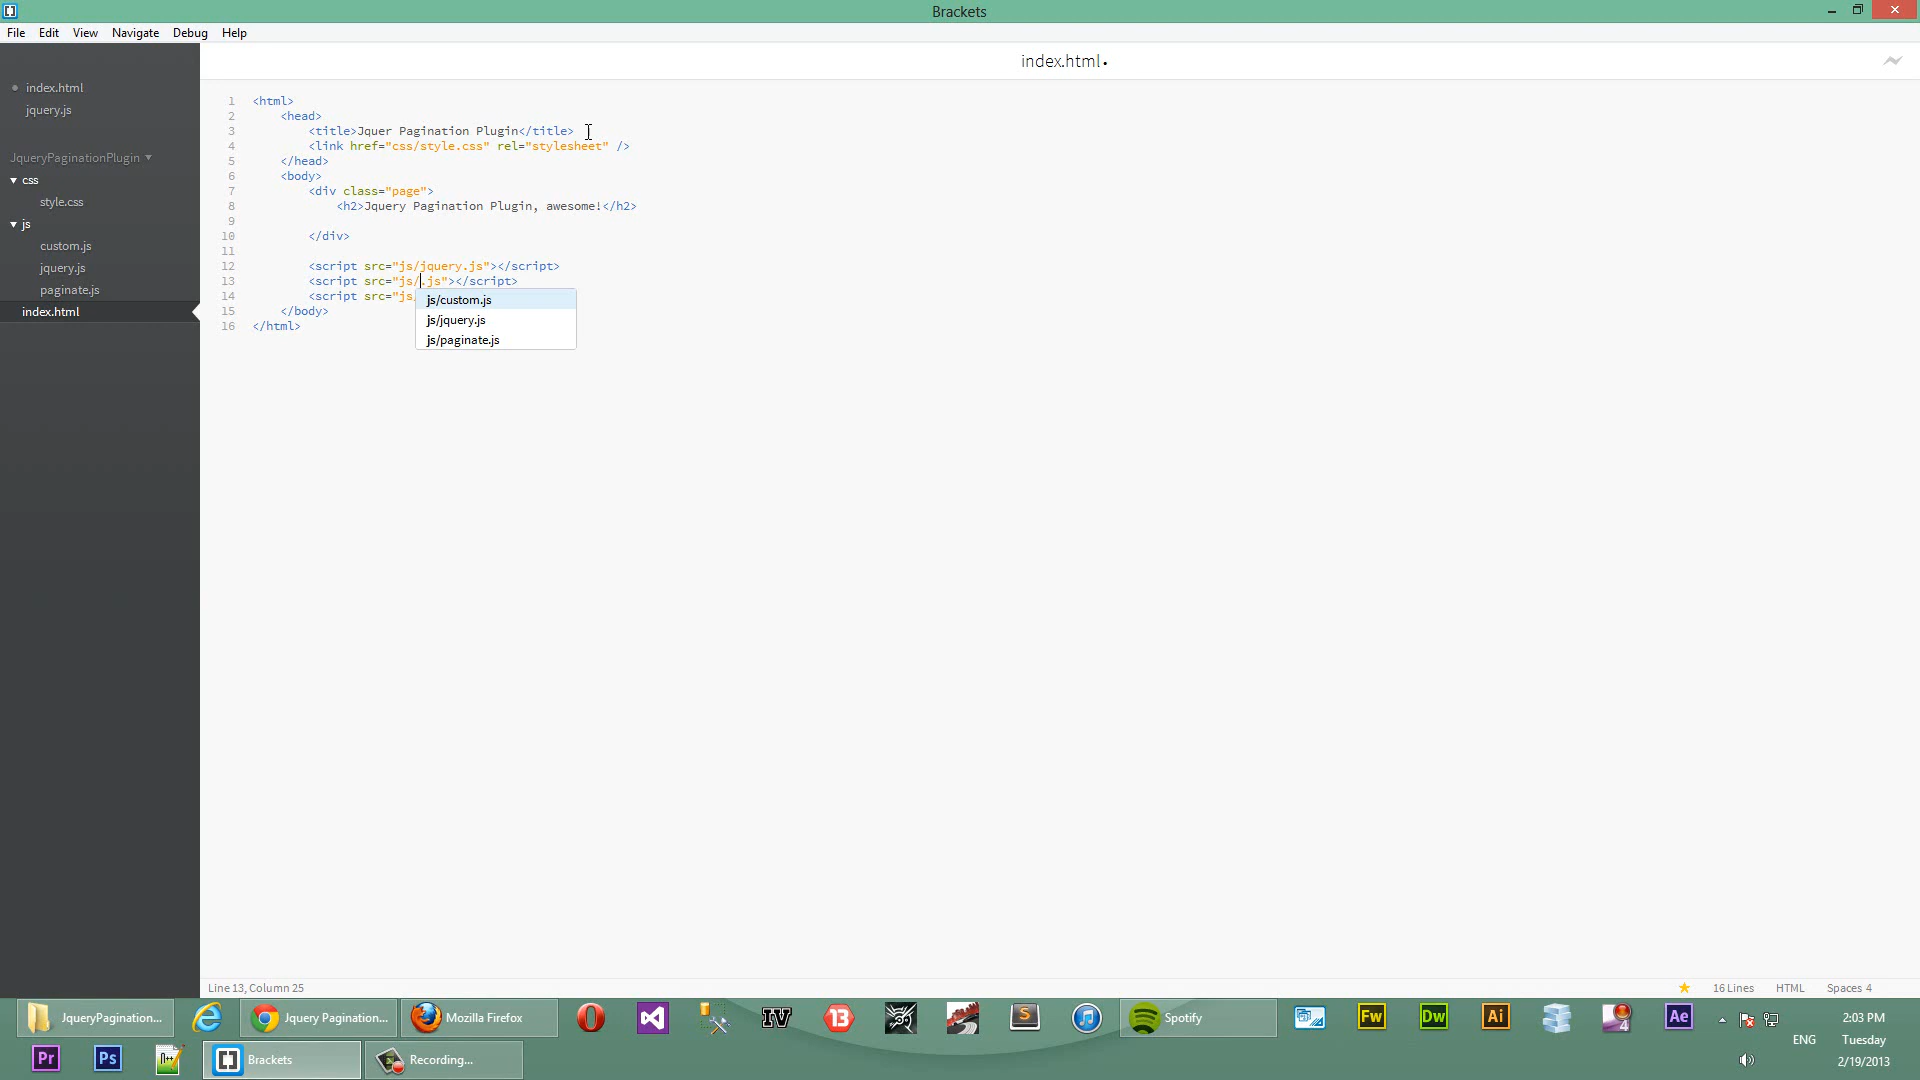 Brackets
File Edit View Navigate Debug Help
index.html •
index.html
jquery.js
JqueryPaginationPlugin
css
style.css
js
custom.js
jquery.js
paginate.js
index.html
1 <html>
2 <head>
3 <title>Jquer Pagination Plugin</title>
4 <link href="css/style.css" rel="stylesheet" />
5 </head>
6 <body>
7 <div class="page">
8 <h2>Jquery Pagination Plugin, awesome!</h2>
9
10 </div>
11
12 <script src="js/jquery.js"></script>
13 <script src="js/.js"></script>
14 <script src="js/
15 </body>
16 </html>
js/custom.js
js/jquery.js
js/paginate.js
Line 13, Column 25
16 Lines HTML Spaces 4
JqueryPagination...
Jquery Pagination...
Mozilla Firefox
IV
13
S
Spotify
Fw
Dw
Ai
4
Ae
2:03 PM
ENG
Tuesday
2/19/2013
Pr
Ps
Brackets
Recording...